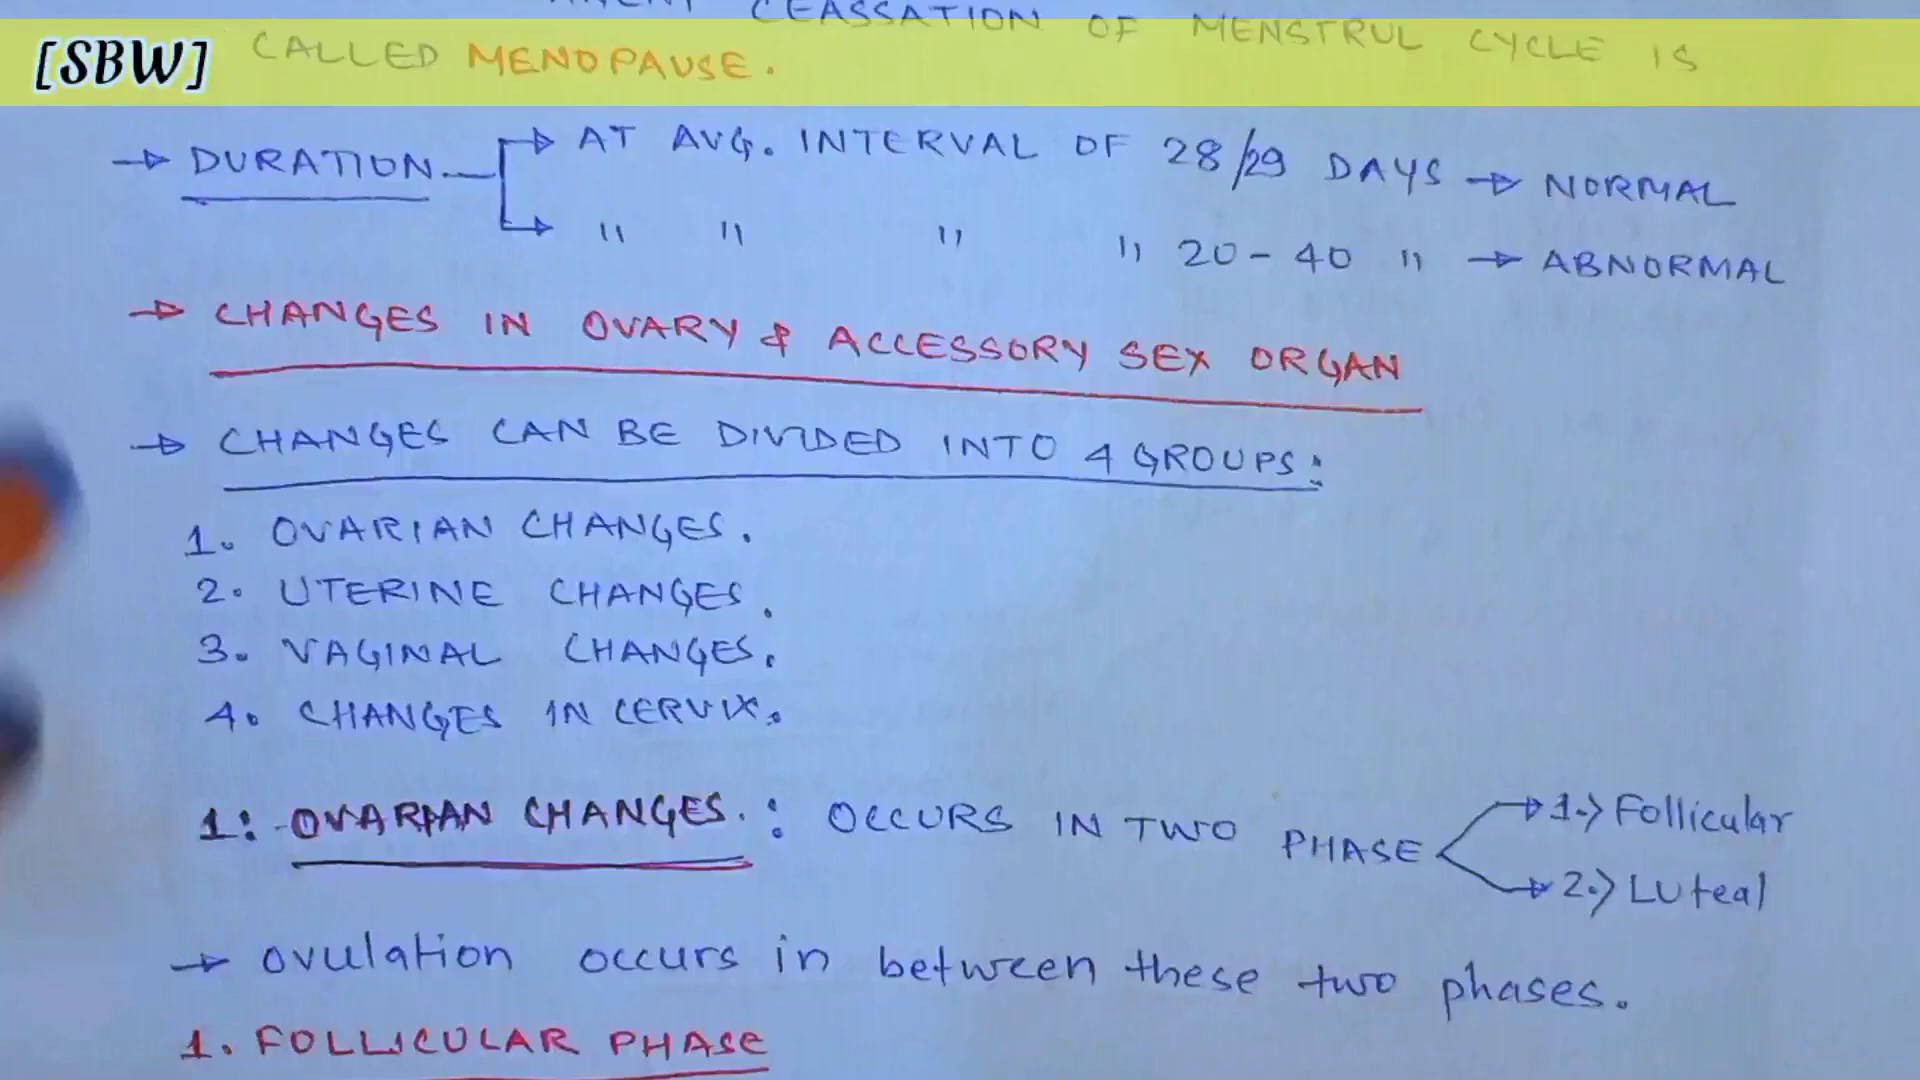 CEASSATION OF MENSTRUL CYCLE IS
[SBW] CALLED MENOPAUSE.
→ DURATION → AT AVG. INTERVAL OF 28/29 DAYS → NORMAL
→ " " " " 20-40 " → ABNORMAL
→ CHANGES IN OVARY & ACCESSORY SEX ORGAN
→ CHANGES CAN BE DIVIDED INTO 4 GROUPS:
1. OVARIAN CHANGES.
2. UTERINE CHANGES.
3. VAGINAL CHANGES.
4. CHANGES IN CERVIX.
1: OVARIAN CHANGES. : OCCURS IN TWO PHASE → 1.) Follicular
→ 2.) Luteal
→ ovulation occurs in between these two phases.
1. FOLLICULAR PHASE